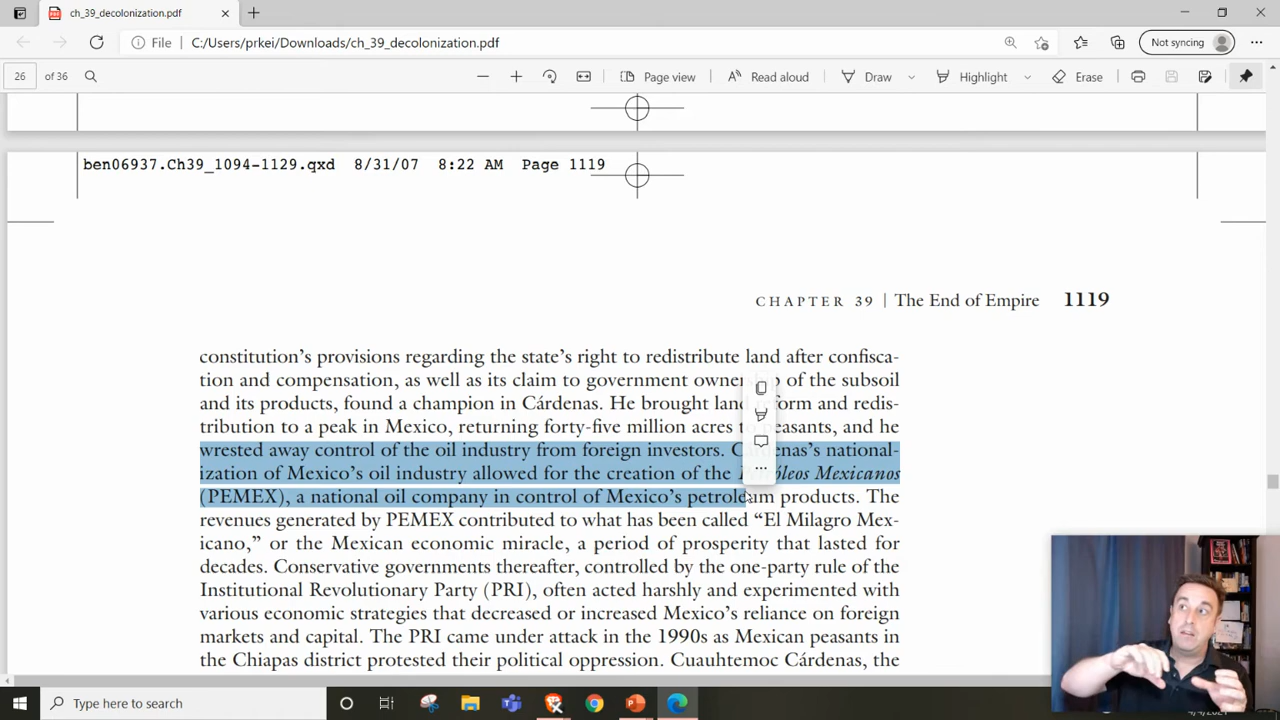 ch_39_decolonization.pdf
File C:/Users/prkei/Downloads/ch_39_decolonization.pdf Not syncing
26 of 36 Page view Read aloud Draw Highlight Erase
ben06937.Ch39_1094-1129.qxd 8/31/07 8:22 AM Page 1119
CHAPTER 39 | The End of Empire 1119
constitution's provisions regarding the state's right to redistribute land after confisca-
tion and compensation, as well as its claim to government ownership of the subsoil
and its products, found a champion in Cárdenas. He brought land reform and redis-
tribution to a peak in Mexico, returning forty-five million acres to peasants, and he
wrested away control of the oil industry from foreign investors. Cárdenas's national-
ization of Mexico's oil industry allowed for the creation of the Petróleos Mexicanos
(PEMEX), a national oil company in control of Mexico's petroleum products. The
revenues generated by PEMEX contributed to what has been called “El Milagro Mex-
icano,” or the Mexican economic miracle, a period of prosperity that lasted for
decades. Conservative governments thereafter, controlled by the one-party rule of the
Institutional Revolutionary Party (PRI), often acted harshly and experimented with
various economic strategies that decreased or increased Mexico's reliance on foreign
markets and capital. The PRI came under attack in the 1990s as Mexican peasants in
the Chiapas district protested their political oppression. Cuauhtemoc Cárdenas, the
Type here to search